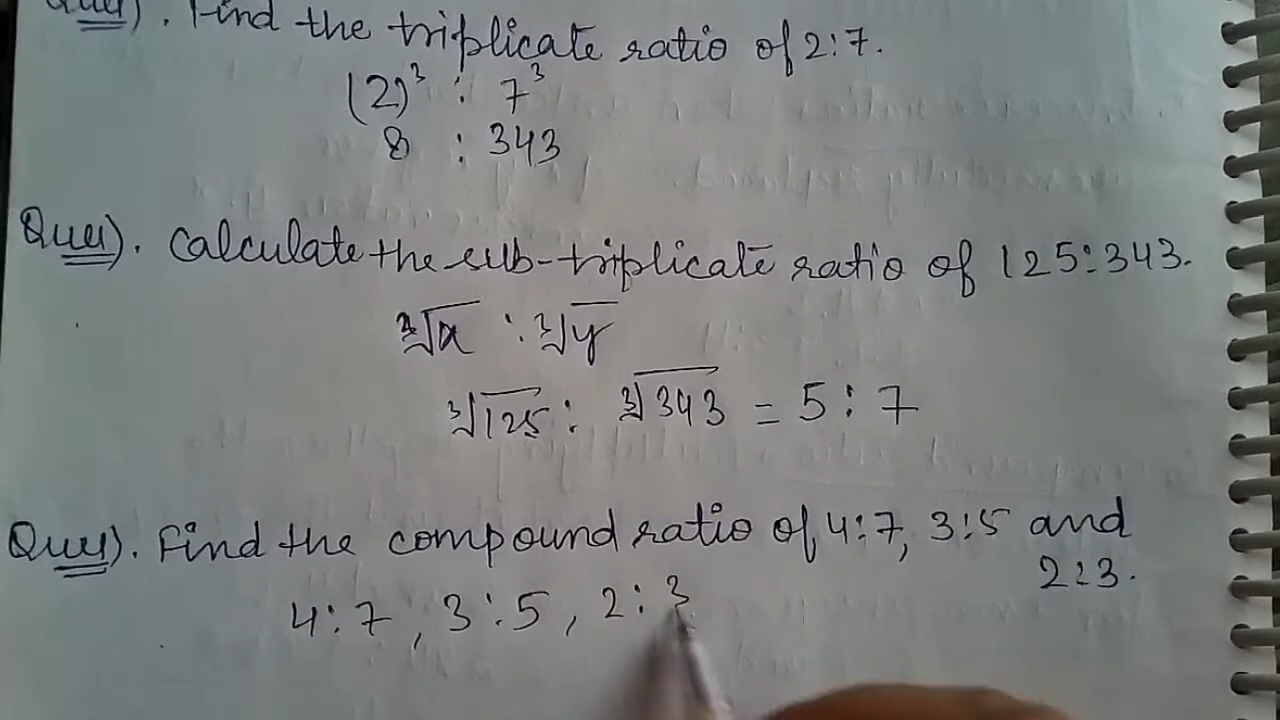 Que). Find the triplicate ratio of 2:7.
(2)³ : 7³
8 : 343
Que). Calculate the sub-triplicate ratio of 125:343.
∛x : ∛y
∛125 : ∛343 = 5:7
Que). Find the compound ratio of 4:7, 3:5 and
2:3.
4:7, 3:5, 2:3